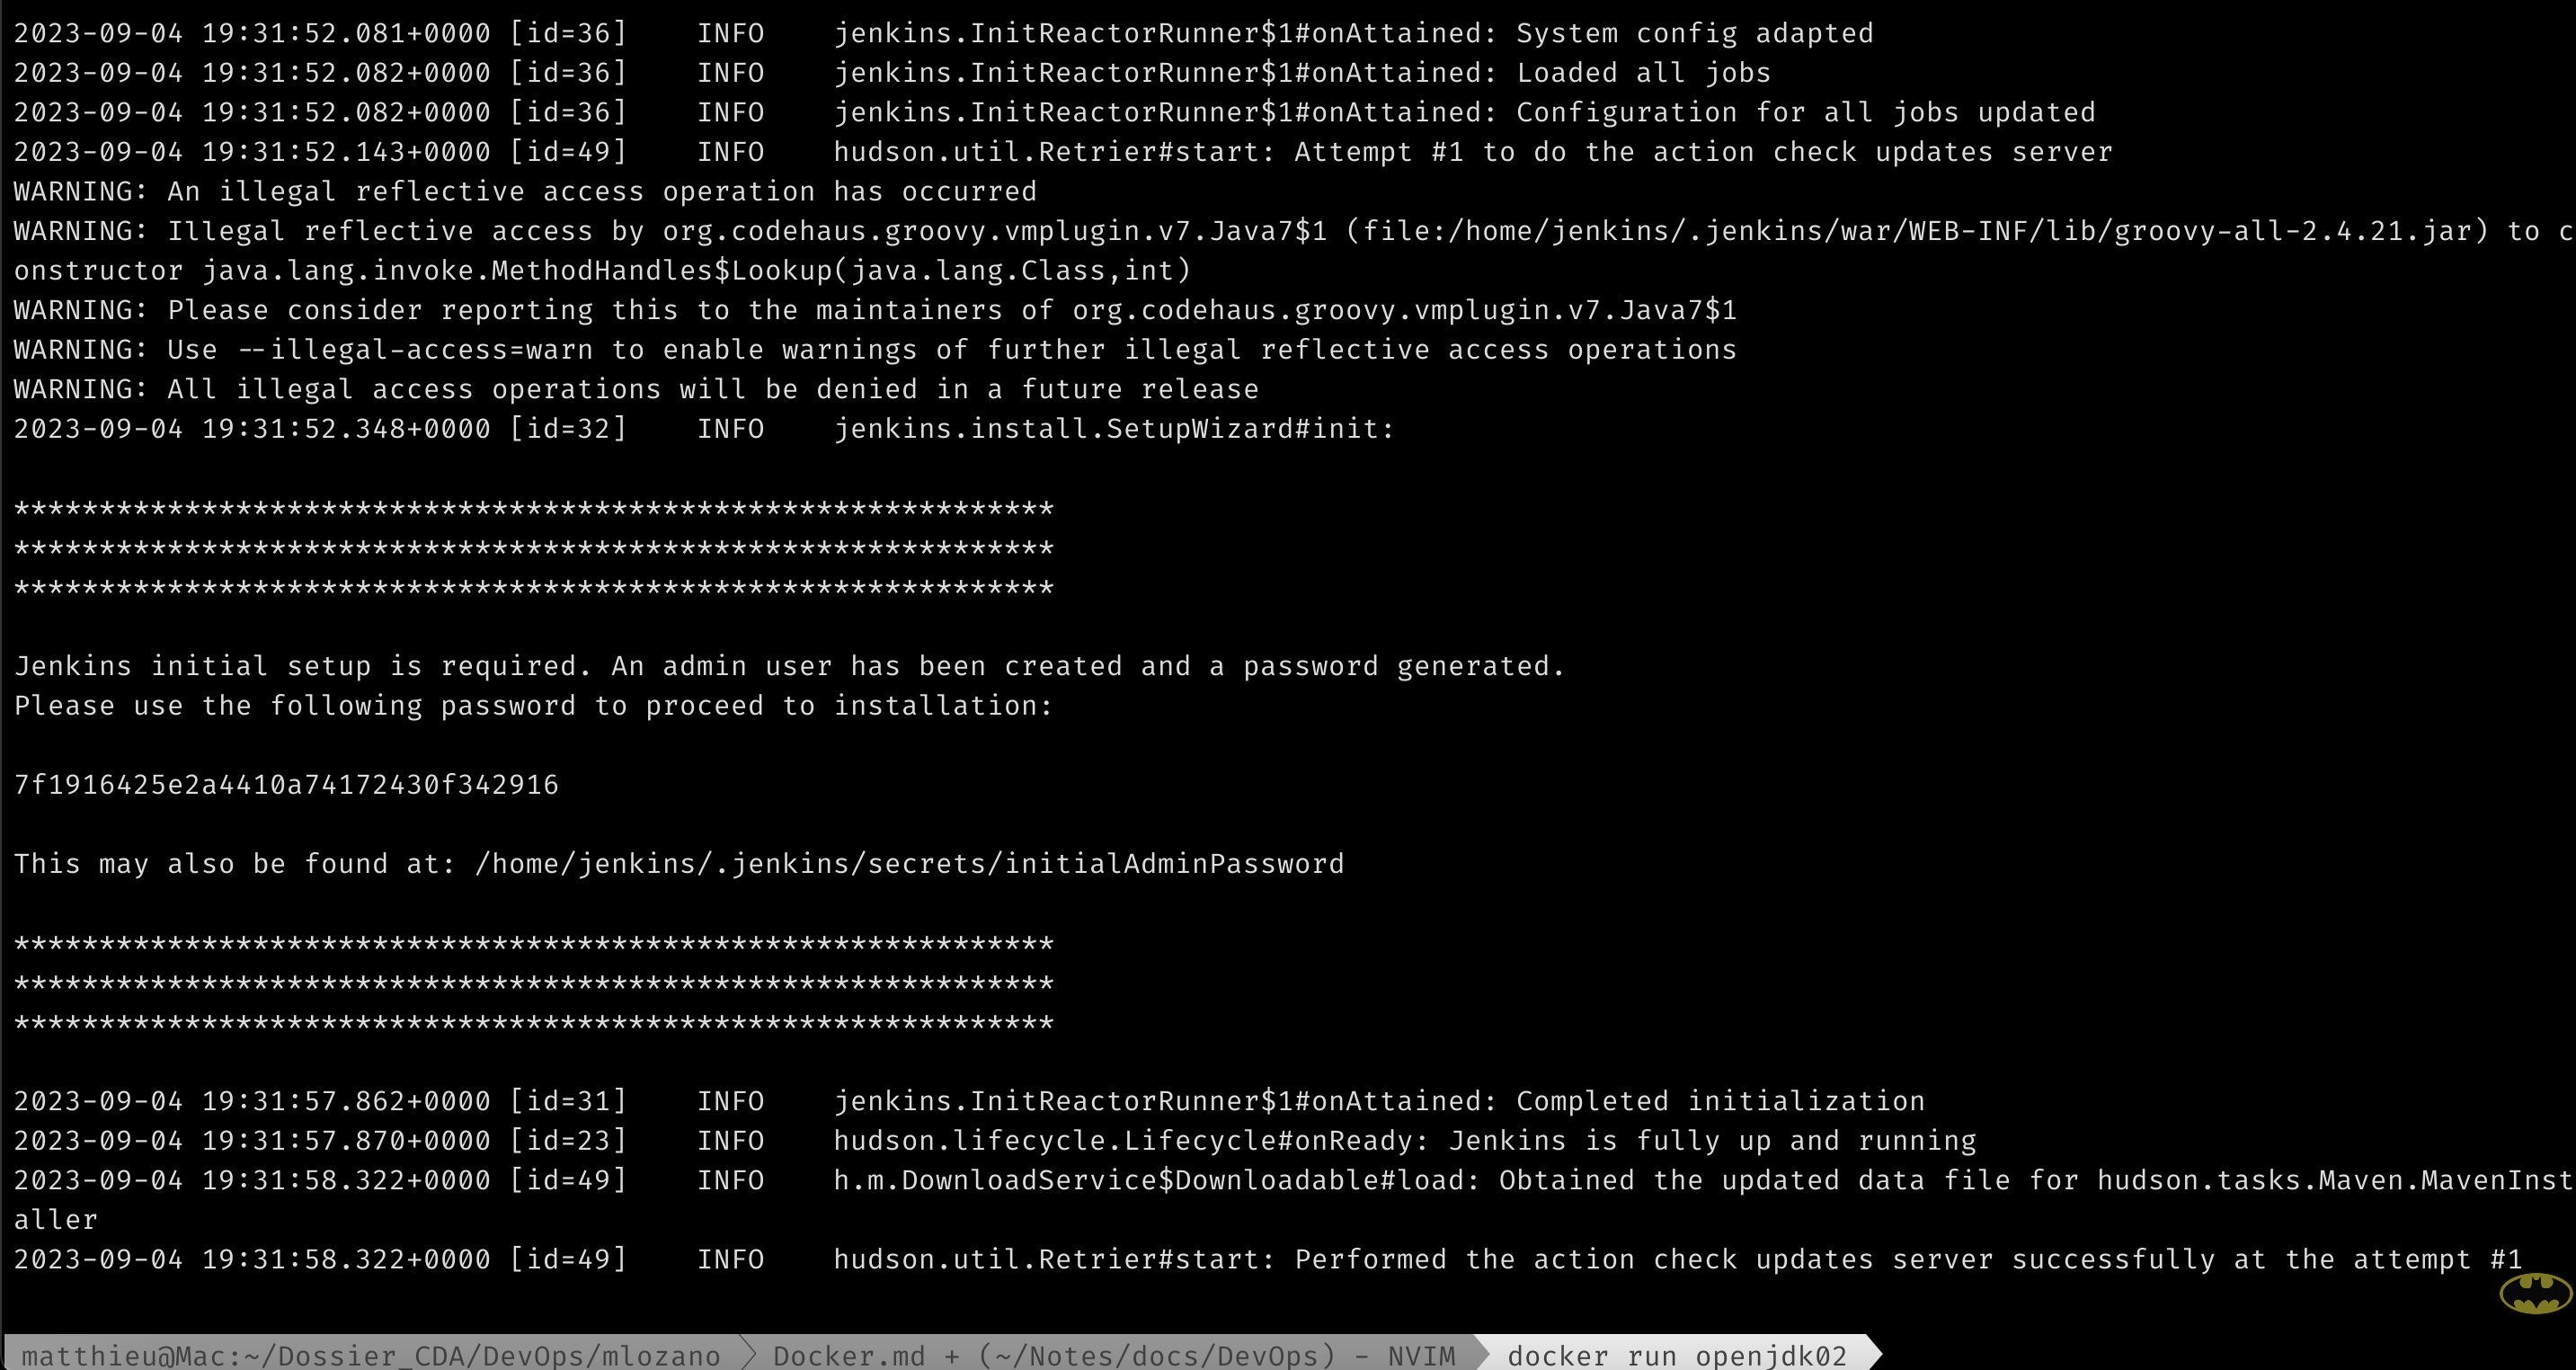 2023-09-04 19:31:52.081+0000 [id=36]    INFO    jenkins.InitReactorRunner$1#onAttained: System config adapted
2023-09-04 19:31:52.082+0000 [id=36]    INFO    jenkins.InitReactorRunner$1#onAttained: Loaded all jobs
2023-09-04 19:31:52.082+0000 [id=36]    INFO    jenkins.InitReactorRunner$1#onAttained: Configuration for all jobs updated
2023-09-04 19:31:52.143+0000 [id=49]    INFO    hudson.util.Retrier#start: Attempt #1 to do the action check updates server
WARNING: An illegal reflective access operation has occurred
WARNING: Illegal reflective access by org.codehaus.groovy.vmplugin.v7.Java7$1 (file:/home/jenkins/.jenkins/war/WEB-INF/lib/groovy-all-2.4.21.jar) to c
onstructor java.lang.invoke.MethodHandles$Lookup(java.lang.Class,int)
WARNING: Please consider reporting this to the maintainers of org.codehaus.groovy.vmplugin.v7.Java7$1
WARNING: Use --illegal-access=warn to enable warnings of further illegal reflective access operations
WARNING: All illegal access operations will be denied in a future release
2023-09-04 19:31:52.348+0000 [id=32]    INFO    jenkins.install.SetupWizard#init:
*************************************************************
*************************************************************
*************************************************************
Jenkins initial setup is required. An admin user has been created and a password generated.
Please use the following password to proceed to installation:
7f1916425e2a4410a74172430f342916
This may also be found at: /home/jenkins/.jenkins/secrets/initialAdminPassword
*************************************************************
*************************************************************
*************************************************************
2023-09-04 19:31:57.862+0000 [id=31]    INFO    jenkins.InitReactorRunner$1#onAttained: Completed initialization
2023-09-04 19:31:57.870+0000 [id=23]    INFO    hudson.lifecycle.Lifecycle#onReady: Jenkins is fully up and running
2023-09-04 19:31:58.322+0000 [id=49]    INFO    h.m.DownloadService$Downloadable#load: Obtained the updated data file for hudson.tasks.Maven.MavenInst
aller
2023-09-04 19:31:58.322+0000 [id=49]    INFO    hudson.util.Retrier#start: Performed the action check updates server successfully at the attempt #1
matthieu@Mac:~/Dossier_CDA/DevOps/mlozano  Docker.md + (~/Notes/docs/DevOps) - NVIM  docker run openjdk02